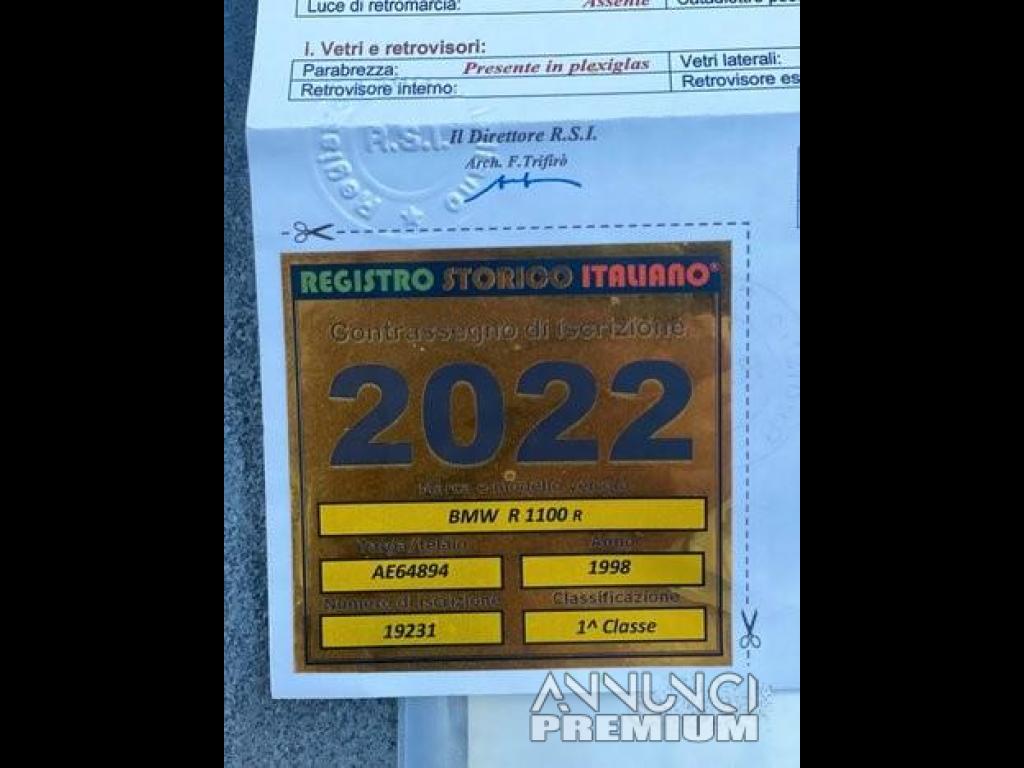 Luce di retromarcia: Assente
I. Vetri e retrovisori:
Parabrezza: Presente in plexiglas Vetri laterali:
Retrovisore interno: Retrovisore es
R.S.I.
Il Direttore R.S.I.
Arch. F.Trifirò
REGISTRO STORICO ITALIANO®
Contrassegno di iscrizione
2022
Marca e modello veicolo
BMW R 1100 R
Targa/telaio Anno
AE64894 1998
Numero di iscrizione Classificazione
19231 1^ Classe
ANNUNCI
PREMIUM